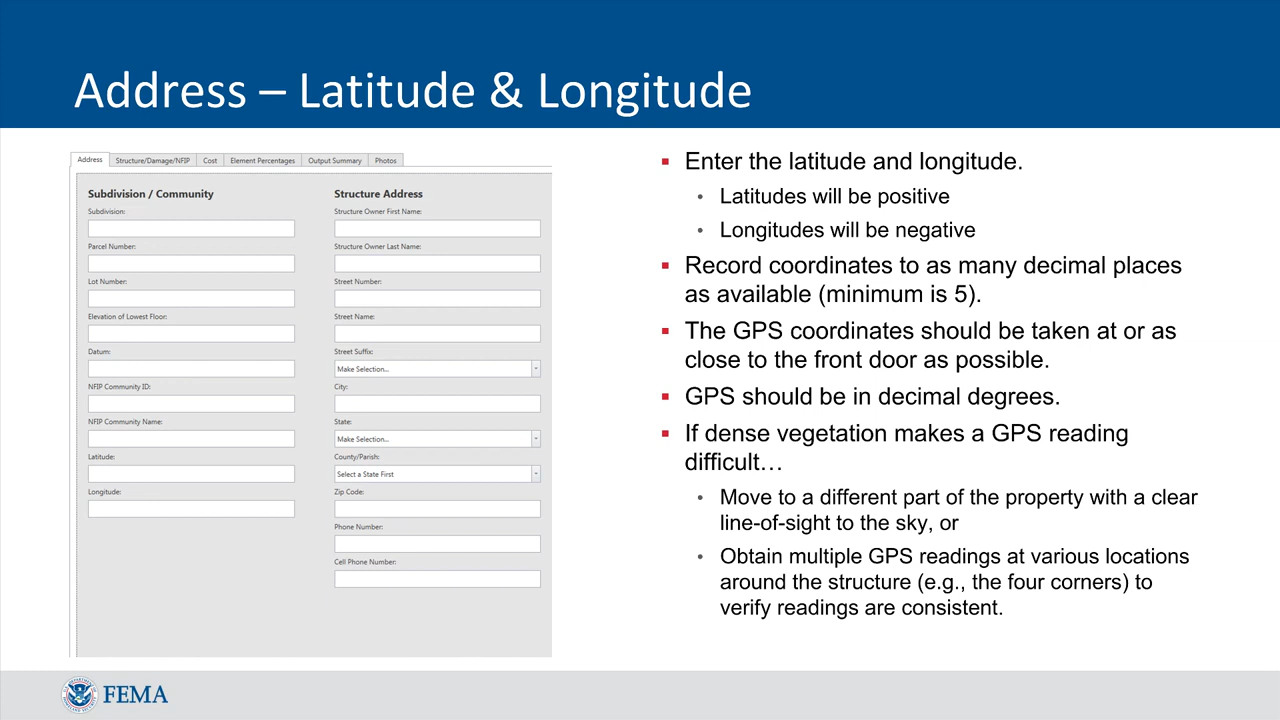 Address – Latitude & Longitude
Address
Structure/Damage/NFIP
Cost
Element Percentages
Output Summary
Photos
Subdivision / Community
Subdivision:
Parcel Number:
Lot Number:
Elevation of Lowest Floor:
Datum:
NFIP Community ID:
NFIP Community Name:
Latitude:
Longitude:
Structure Address
Structure Owner First Name:
Structure Owner Last Name:
Street Number:
Street Name:
Street Suffix:
Make Selection...
City:
State:
Make Selection...
County/Parish:
Select a State First
Zip Code:
Phone Number:
Cell Phone Number:
Enter the latitude and longitude.
Latitudes will be positive
Longitudes will be negative
Record coordinates to as many decimal places
as available (minimum is 5).
The GPS coordinates should be taken at or as
close to the front door as possible.
GPS should be in decimal degrees.
If dense vegetation makes a GPS reading
difficult…
Move to a different part of the property with a clear
line-of-sight to the sky, or
Obtain multiple GPS readings at various locations
around the structure (e.g., the four corners) to
verify readings are consistent.
FEMA